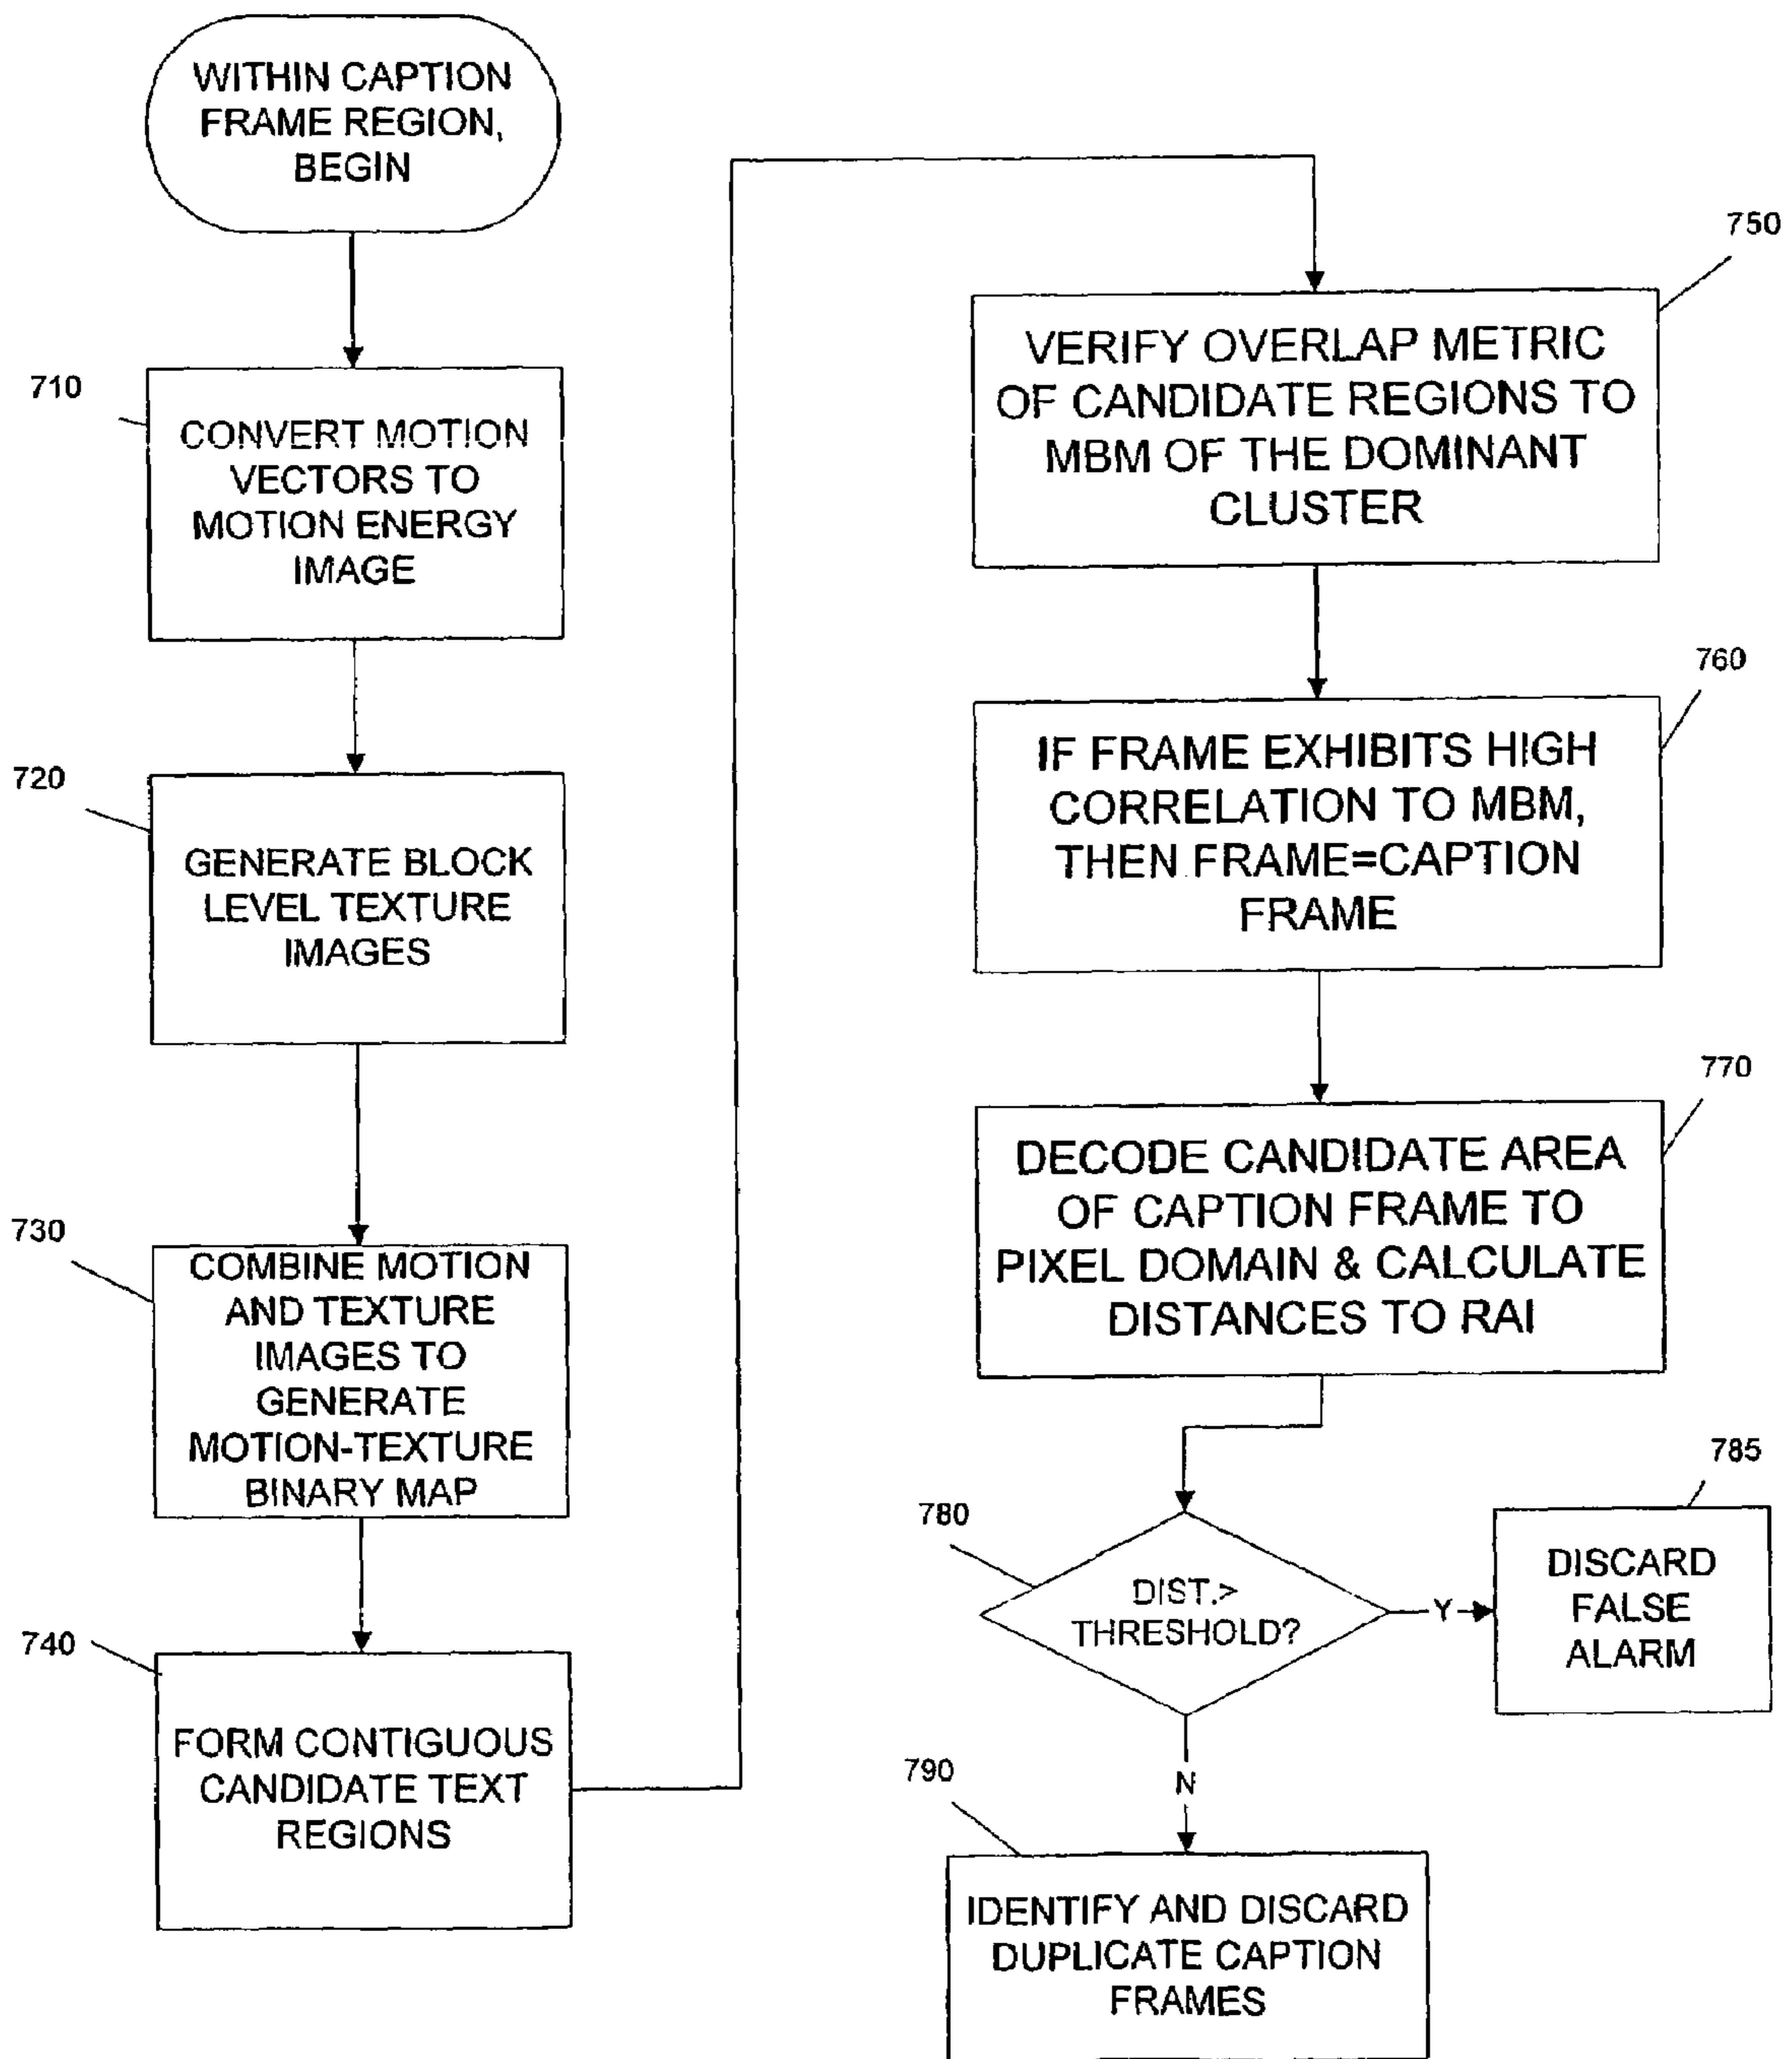 WITHIN CAPTION
FRAME REGION,
BEGIN
710
CONVERT MOTION
VECTORS TO
MOTION ENERGY
IMAGE
720
GENERATE BLOCK
LEVEL TEXTURE
IMAGES
730
COMBINE MOTION
AND TEXTURE
IMAGES TO
GENERATE
MOTION-TEXTURE
BINARY MAP
740
FORM CONTIGUOUS
CANDIDATE TEXT
REGIONS
750
VERIFY OVERLAP METRIC
OF CANDIDATE REGIONS TO
MBM OF THE DOMINANT
CLUSTER
760
IF FRAME EXHIBITS HIGH
CORRELATION TO MBM,
THEN FRAME=CAPTION
FRAME
770
DECODE CANDIDATE AREA
OF CAPTION FRAME TO
PIXEL DOMAIN & CALCULATE
DISTANCES TO RAI
780
DIST.>
THRESHOLD?
Y
785
DISCARD
FALSE
ALARM
N
790
IDENTIFY AND DISCARD
DUPLICATE CAPTION
FRAMES